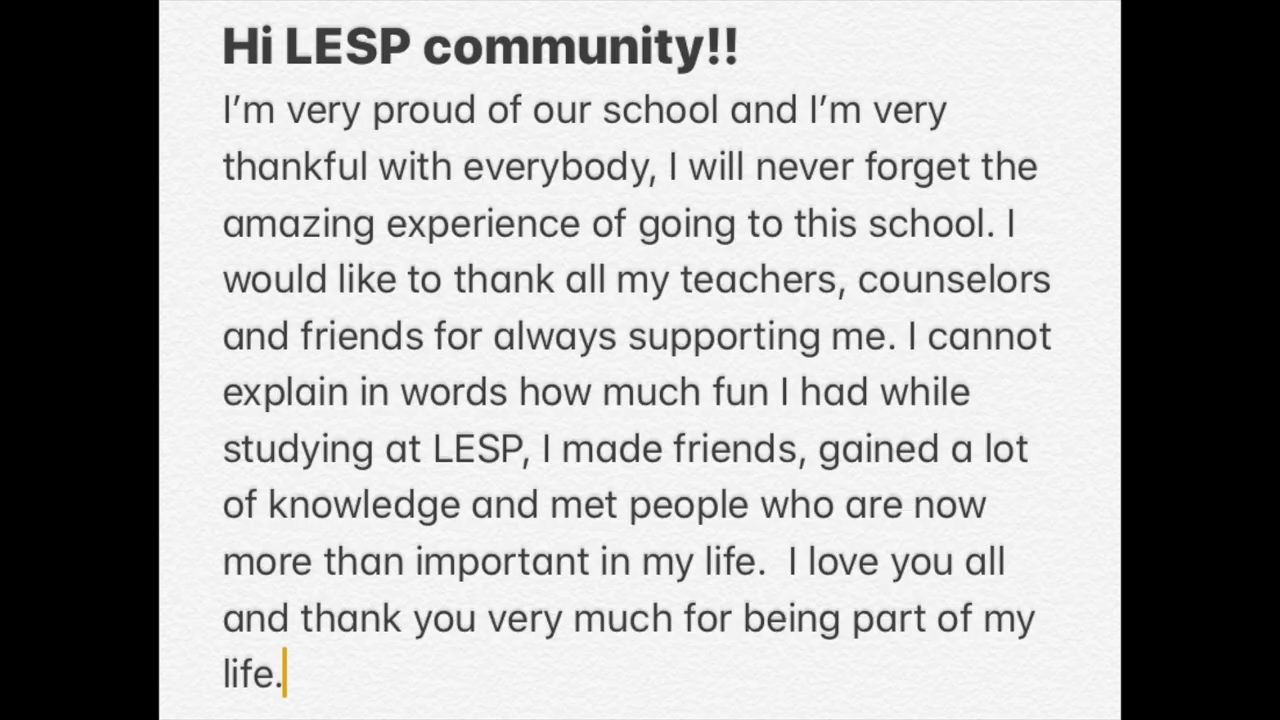 Hi LESP community!!
I’m very proud of our school and I’m very
thankful with everybody, I will never forget the
amazing experience of going to this school. I
would like to thank all my teachers, counselors
and friends for always supporting me. I cannot
explain in words how much fun I had while
studying at LESP, I made friends, gained a lot
of knowledge and met people who are now
more than important in my life.  I love you all
and thank you very much for being part of my
life.